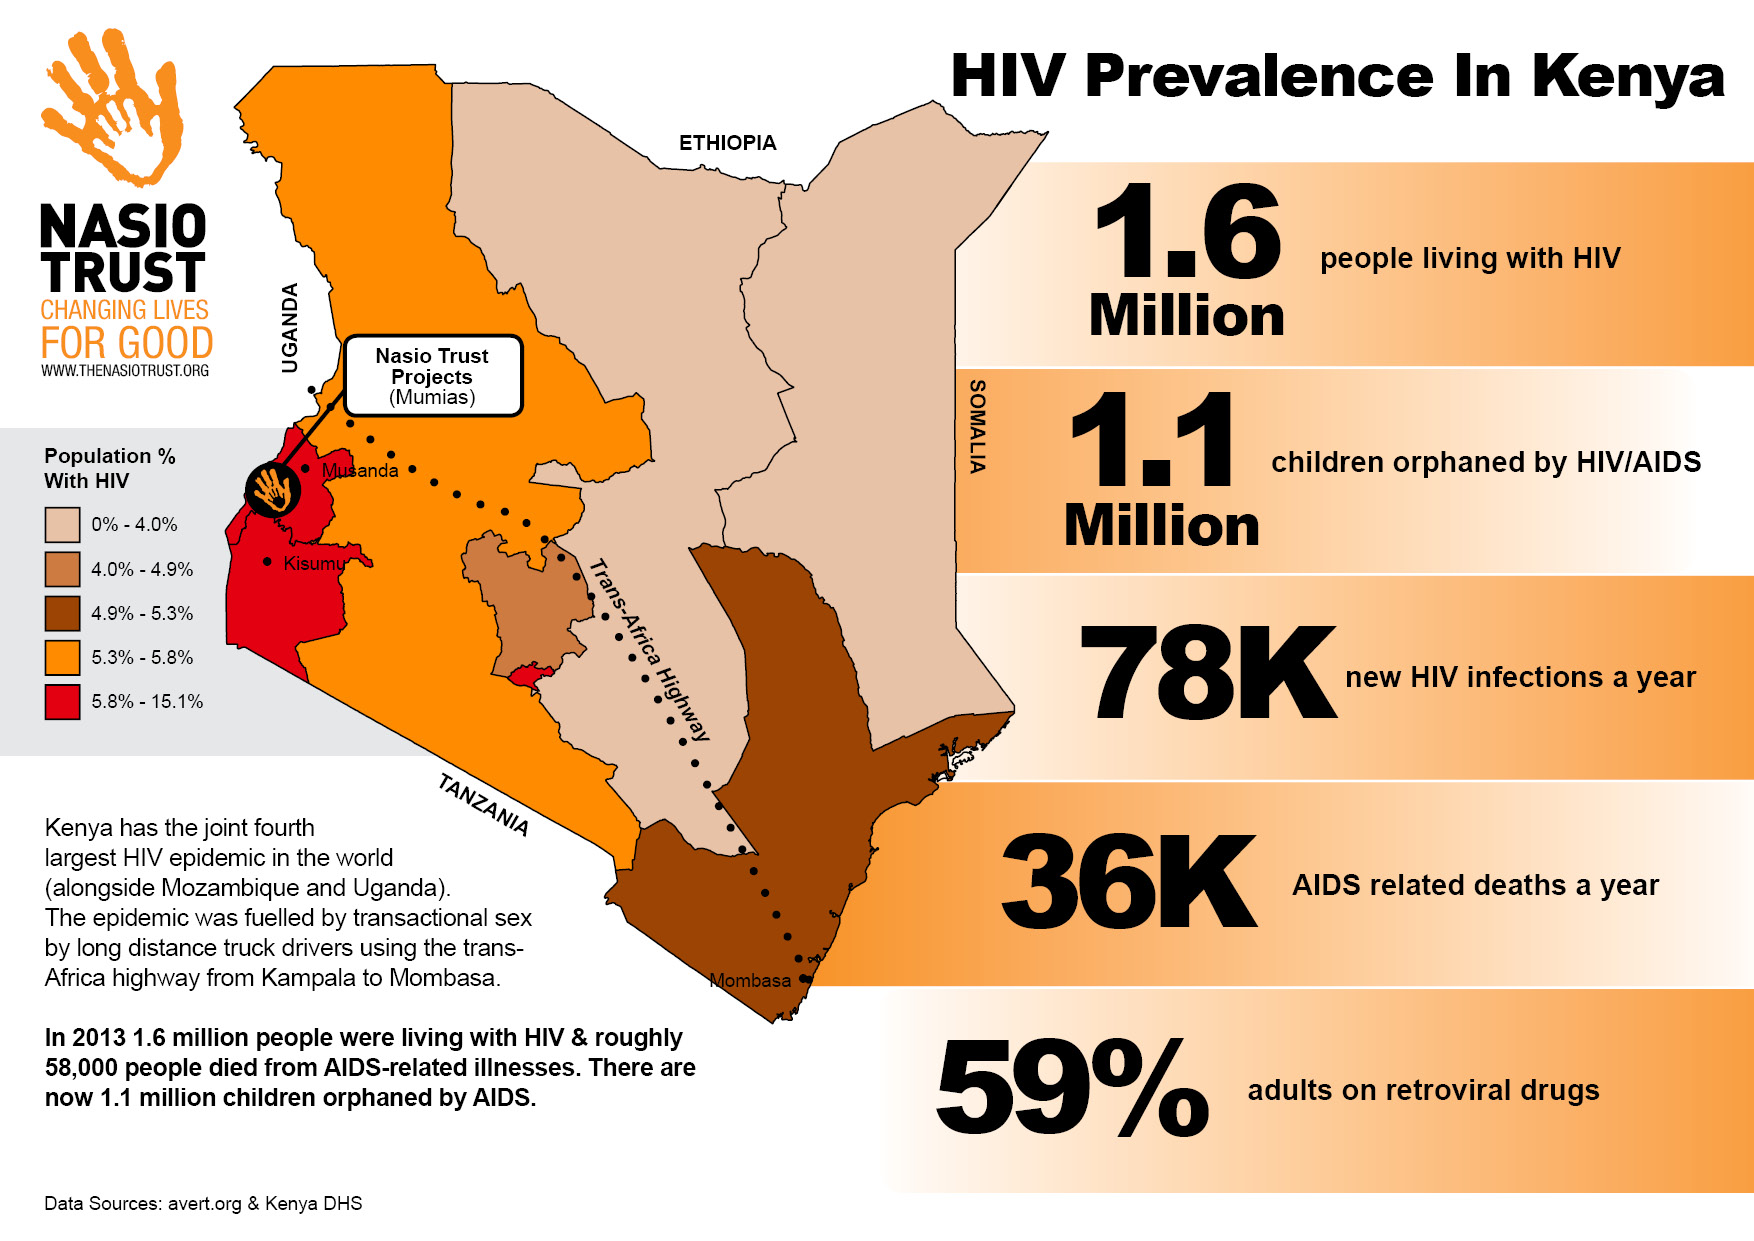 HIV Prevalence In Kenya
NASIO
TRUST
CHANGING LIVES
FOR GOOD
WWW.THENASIOTRUST.ORG
ETHIOPIA
UGANDA
SOMALIA
TANZANIA
Nasio Trust
Projects
(Mumias)
Musanda
Kisumu
Trans-Africa Highway
Mombasa
Population %
With HIV
0% - 4.0%
4.0% - 4.9%
4.9% - 5.3%
5.3% - 5.8%
5.8% - 15.1%
1.6
Million
people living with HIV
1.1
Million
children orphaned by HIV/AIDS
78K
new HIV infections a year
36K
AIDS related deaths a year
59%
adults on retroviral drugs
Kenya has the joint fourth
largest HIV epidemic in the world
(alongside Mozambique and Uganda).
The epidemic was fuelled by transactional sex
by long distance truck drivers using the trans-
Africa highway from Kampala to Mombasa.
In 2013 1.6 million people were living with HIV & roughly
58,000 people died from AIDS-related illnesses. There are
now 1.1 million children orphaned by AIDS.
Data Sources: avert.org & Kenya DHS